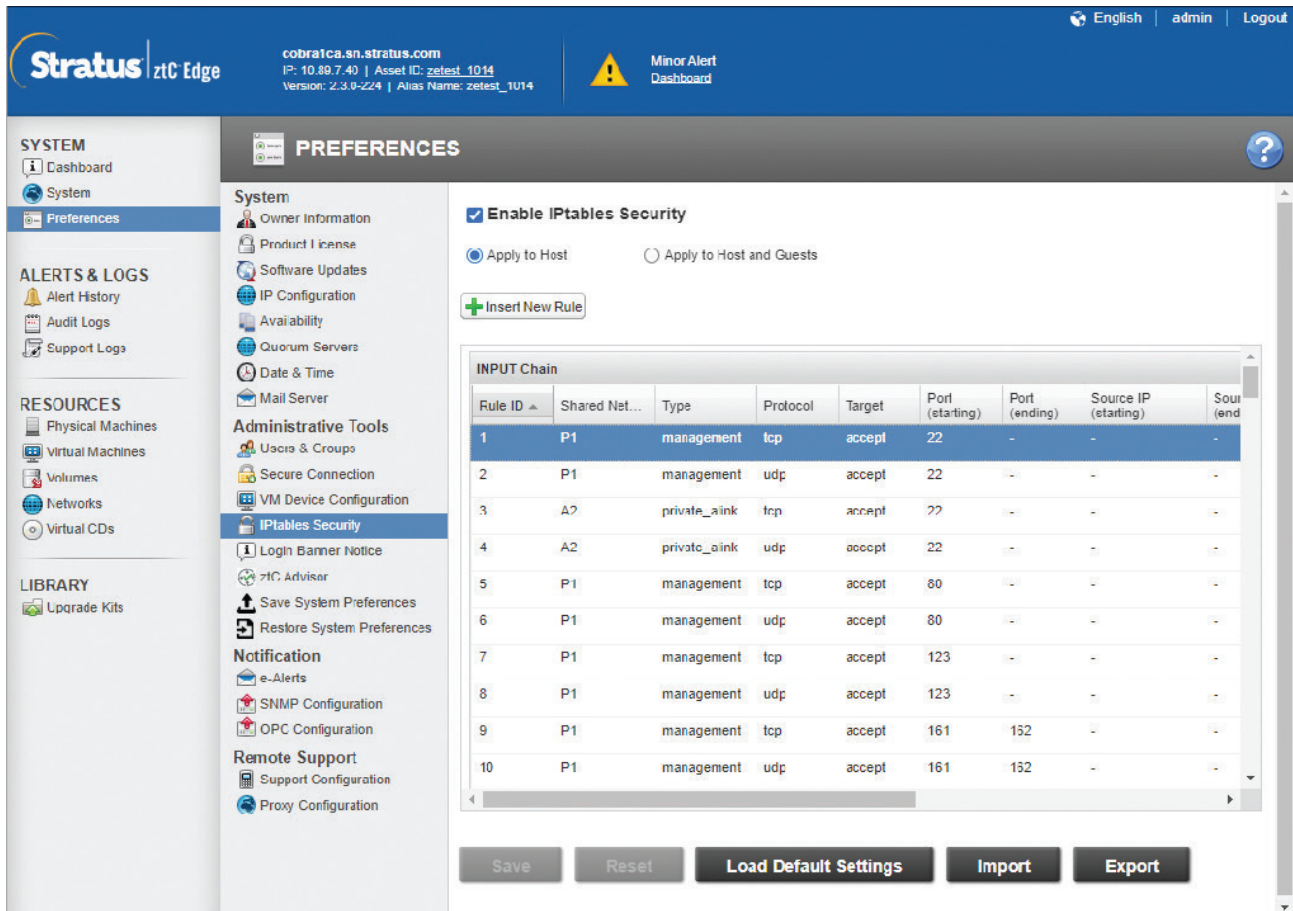 English | admin | Logout
Stratus ztC Edge
cobra1ca.sn.stratus.com
IP: 10.89.7.40 | Asset ID: zetest_1014
Version: 2.3.0-224 | Alias Name: zetest_1014
Minor Alert
Dashboard
SYSTEM
Dashboard
System
Preferences
ALERTS & LOGS
Alert History
Audit Logs
Support Logs
RESOURCES
Physical Machines
Virtual Machines
Volumes
Networks
Virtual CDs
LIBRARY
Upgrade Kits
PREFERENCES
?
System
Owner Information
Product License
Software Updates
IP Configuration
Availability
Quorum Servers
Date & Time
Mail Server
Administrative Tools
Users & Groups
Secure Connection
VM Device Configuration
IPtables Security
Login Banner Notice
ztC Advisor
Save System Preferences
Restore System Preferences
Notification
e-Alerts
SNMP Configuration
OPC Configuration
Remote Support
Support Configuration
Proxy Configuration
Enable IPtables Security
Apply to Host Apply to Host and Guests
Insert New Rule
INPUT Chain
Rule ID Shared Net... Type Protocol Target Port (starting) Port (ending) Source IP (starting) Sour (end
1 P1 management tcp accept 22 - - -
2 P1 management udp accept 22 - - -
3 A2 private_alink tcp accept 22 - - -
4 A2 private_alink udp accept 22 - - -
5 P1 management tcp accept 80 - - -
6 P1 management udp accept 80 - - -
7 P1 management tcp accept 123 - - -
8 P1 management udp accept 123 - - -
9 P1 management tcp accept 161 162 - -
10 P1 management udp accept 161 162 - -
Save Reset Load Default Settings Import Export